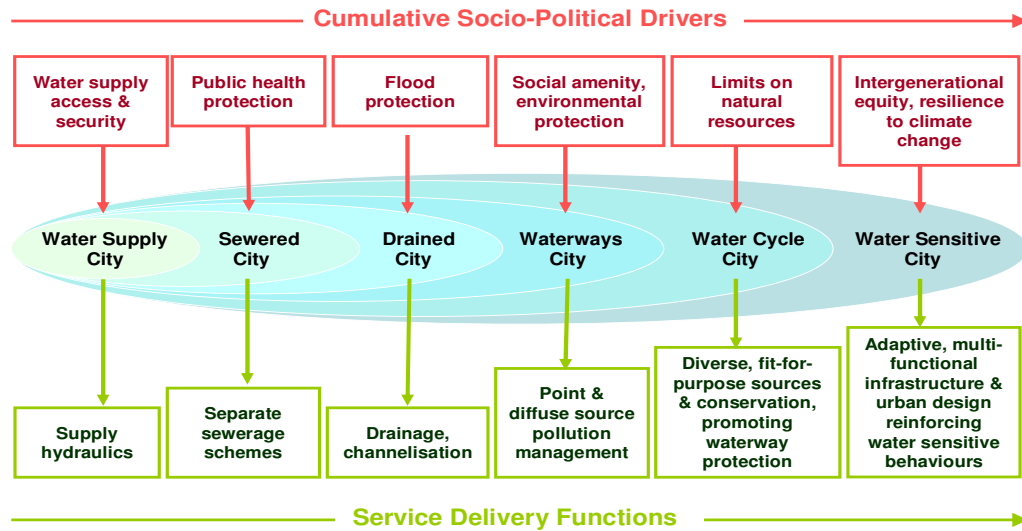 Cumulative Socio-Political Drivers
Water supply
access &
security
Public health
protection
Flood
protection
Social amenity,
environmental
protection
Limits on
natural
resources
Intergenerational
equity, resilience
to climate
change
Water Supply
City
Sewered
City
Drained
City
Waterways
City
Water Cycle
City
Water Sensitive
City
Supply
hydraulics
Separate
sewerage
schemes
Drainage,
channelisation
Point &
diffuse source
pollution
management
Diverse, fit-for-
purpose sources
& conservation,
promoting
waterway
protection
Adaptive, multi-
functional
infrastructure &
urban design
reinforcing
water sensitive
behaviours
Service Delivery Functions